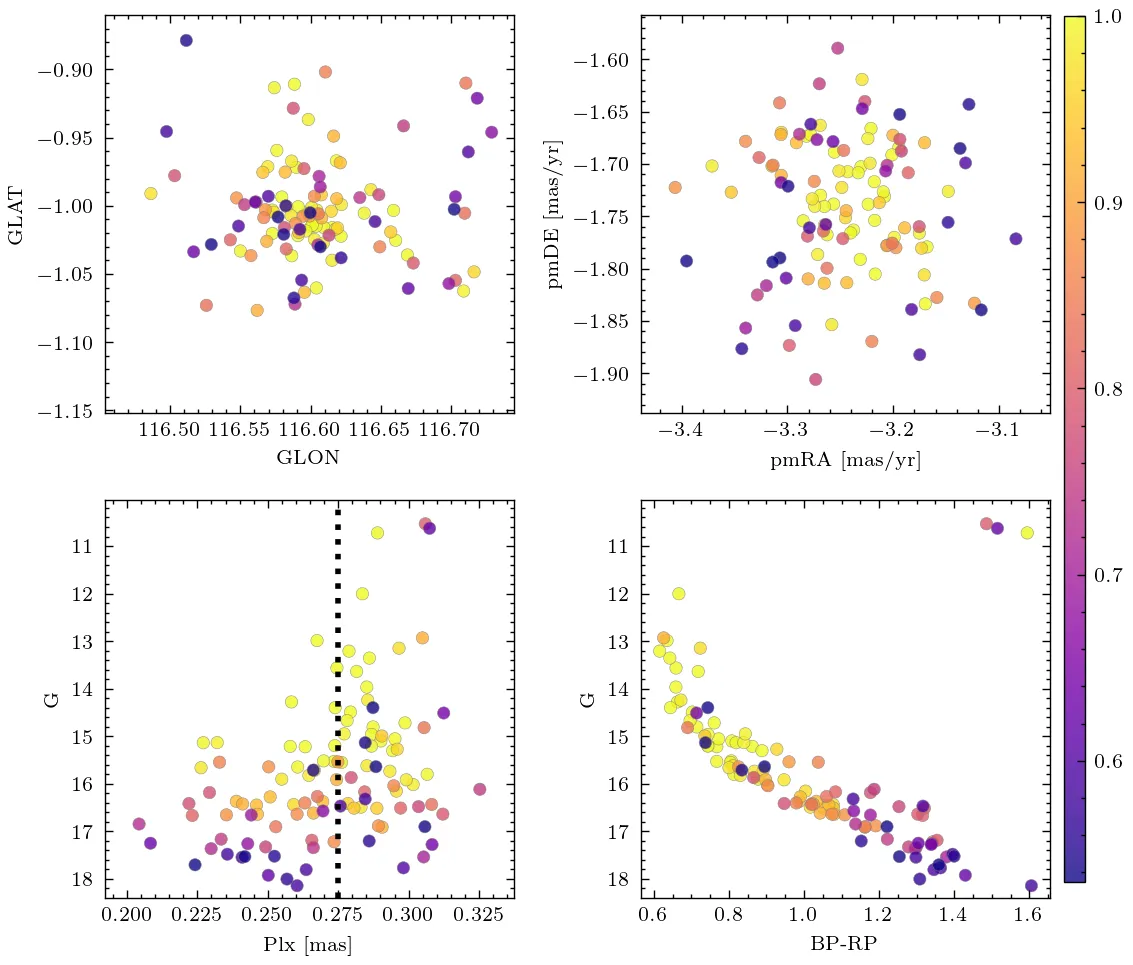 −0.90
−0.95
−1.00
−1.05
−1.10
−1.15
GLAT
116.50 116.55 116.60 116.65 116.70
GLON
−1.60
−1.65
−1.70
−1.75
−1.80
−1.85
−1.90
pmDE [mas/yr]
−3.4 −3.3 −3.2 −3.1
pmRA [mas/yr]
1.0
0.9
0.8
0.7
0.6
11
12
13
14
15
16
17
18
G
0.200 0.225 0.250 0.275 0.300 0.325
Plx [mas]
11
12
13
14
15
16
17
18
G
0.6 0.8 1.0 1.2 1.4 1.6
BP-RP